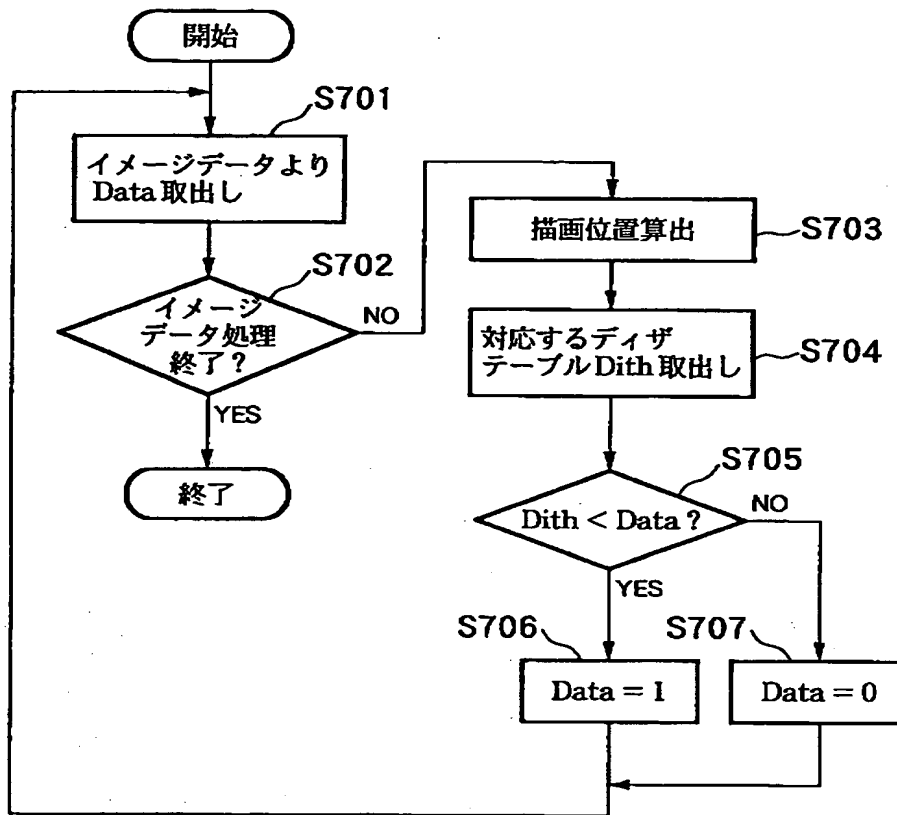 開始
S701
イメージデータより
Data取出し
S702
イメージ
データ処理
終了?
NO
YES
終了
描画位置算出
S703
対応するディザ
テーブルDith取出し
S704
S705
Dith < Data ?
NO
YES
S706
Data = 1
S707
Data = 0